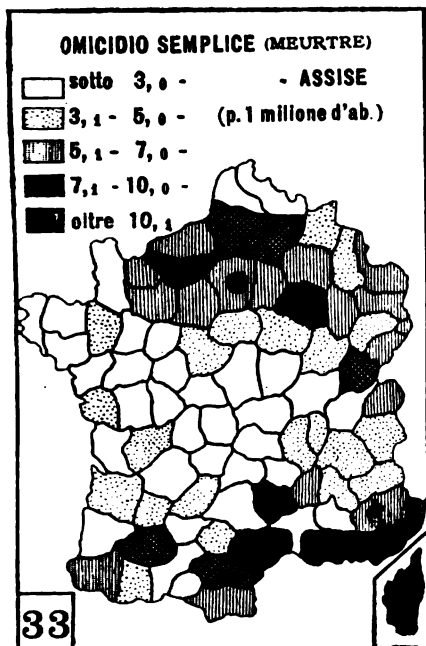 OMICIDIO SEMPLICE (MEURTRE)
sotto 3,0 - - ASSISE
3,1 - 5,0 - (p. 1 milione d'ab.)
5,1 - 7,0 -
7,1 - 10,0 -
oltre 10,1
33